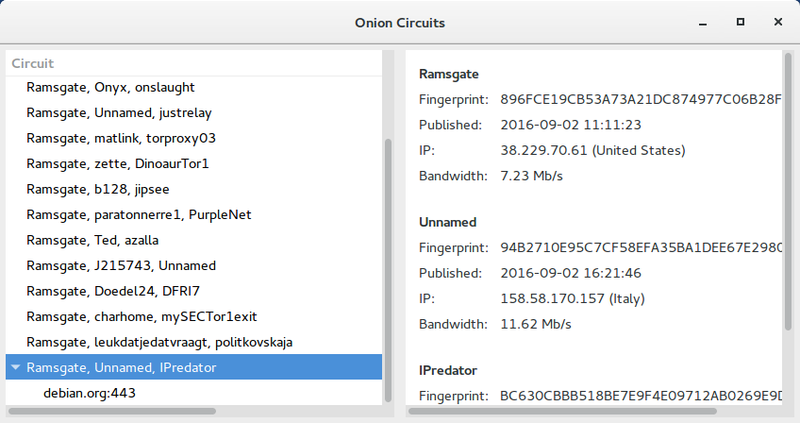 Onion Circuits
Circuit
Ramsgate, Onyx, onslaught
Ramsgate, Unnamed, justrelay
Ramsgate, matlink, torproxy03
Ramsgate, zette, DinoaurTor1
Ramsgate, b128, jipsee
Ramsgate, paratonnerre1, PurpleNet
Ramsgate, Ted, azalla
Ramsgate, J215743, Unnamed
Ramsgate, Doedel24, DFRI7
Ramsgate, charhome, mySECTor1exit
Ramsgate, leukdatjedatvraagt, politkovskaja
Ramsgate, Unnamed, IPredator
debian.org:443
Ramsgate
Fingerprint: 896FCE19CB53A73A21DC874977C06B28F
Published: 2016-09-02 11:11:23
IP: 38.229.70.61 (United States)
Bandwidth: 7.23 Mb/s
Unnamed
Fingerprint: 94B2710E95C7CF58EFA35BA1DEE67E2980
Published: 2016-09-02 16:21:46
IP: 158.58.170.157 (Italy)
Bandwidth: 11.62 Mb/s
IPredator
Fingerprint: BC630CBBB518BE7E9F4E09712AB0269E9D